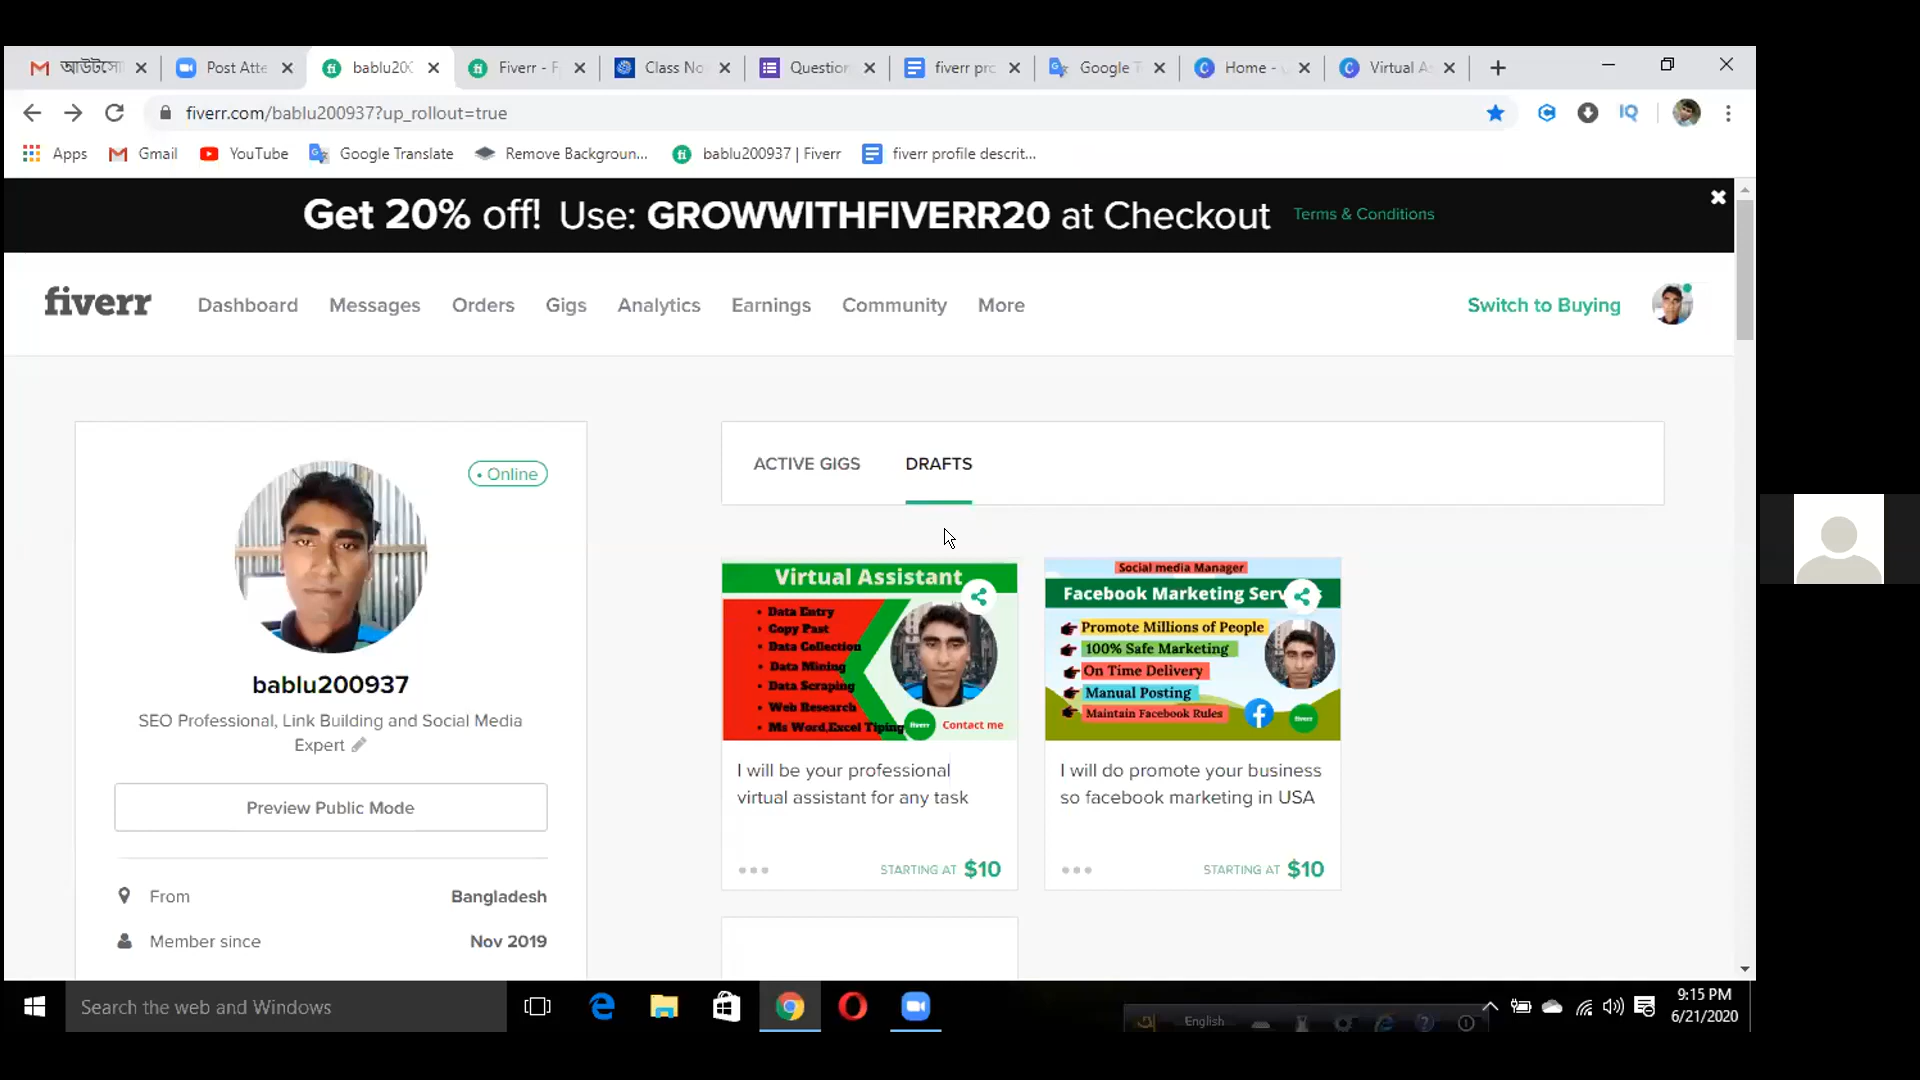 আউটসো
Post Atte
bablu200
Fiverr - F
Class No
Question
fiverr pro
Google T
Home -
Virtual As
fiverr.com/bablu200937?up_rollout=true
Apps
Gmail
YouTube
Google Translate
Remove Backgroun...
bablu200937 | Fiverr
fiverr profile descrit...
Get 20% off! Use: GROWWITHFIVERR20 at Checkout
Terms & Conditions
fiverr
Dashboard
Messages
Orders
Gigs
Analytics
Earnings
Community
More
Switch to Buying
Online
bablu200937
SEO Professional, Link Building and Social Media
Expert
Preview Public Mode
From
Bangladesh
Member since
Nov 2019
ACTIVE GIGS
DRAFTS
Virtual Assistant
Data Entry
Copy Past
Data Collection
Data Mining
Data Scraping
Web Research
Ms Word,Excel Tiping
fiverr
Contact me
I will be your professional
virtual assistant for any task
STARTING AT $10
Social media Manager
Facebook Marketing Serv
Promote Millions of People
100% Safe Marketing
On Time Delivery
Manual Posting
Maintain Facebook Rules
fiverr
I will do promote your business
so facebook marketing in USA
STARTING AT $10
Search the web and Windows
English
9:15 PM
6/21/2020